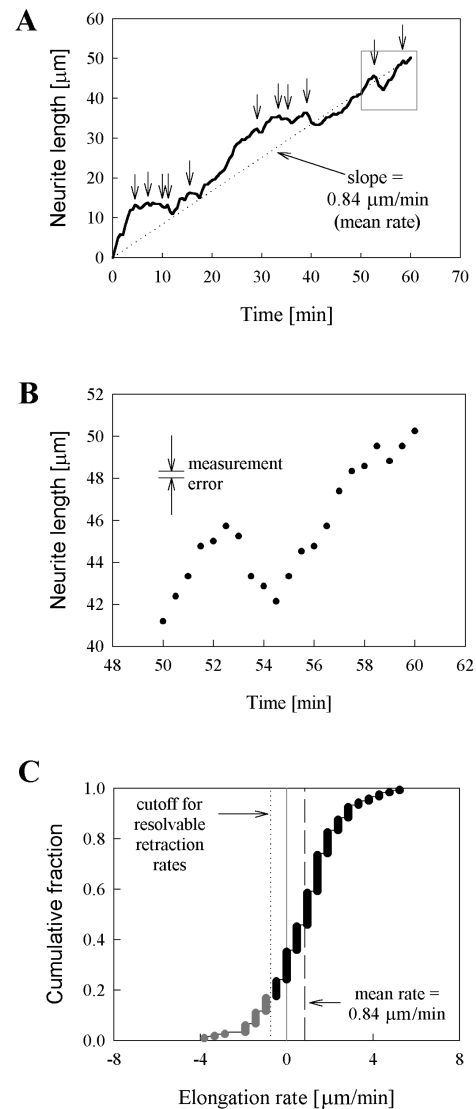 A
60
50
40
30
20
10
0
Neurite length [µm]
slope =
0.84 µm/min
(mean rate)
0 10 20 30 40 50 60 70
Time [min]
B
52
50
48
46
44
42
40
Neurite length [µm]
measurement
error
48 50 52 54 56 58 60 62
Time [min]
C
1.0
0.8
0.6
0.4
0.2
0.0
Cumulative fraction
cutoff for
resolvable
retraction
rates
mean rate =
0.84 µm/min
-8 -4 0 4 8
Elongation rate [µm/min]